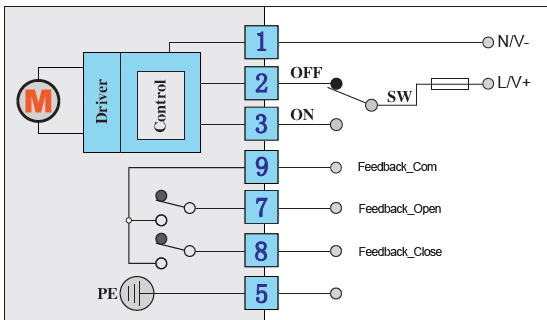 1 N/V-
M Driver Control 2 OFF SW L/V+
3 ON
9 Feedback_Com
7 Feedback_Open
8 Feedback_Close
PE 5